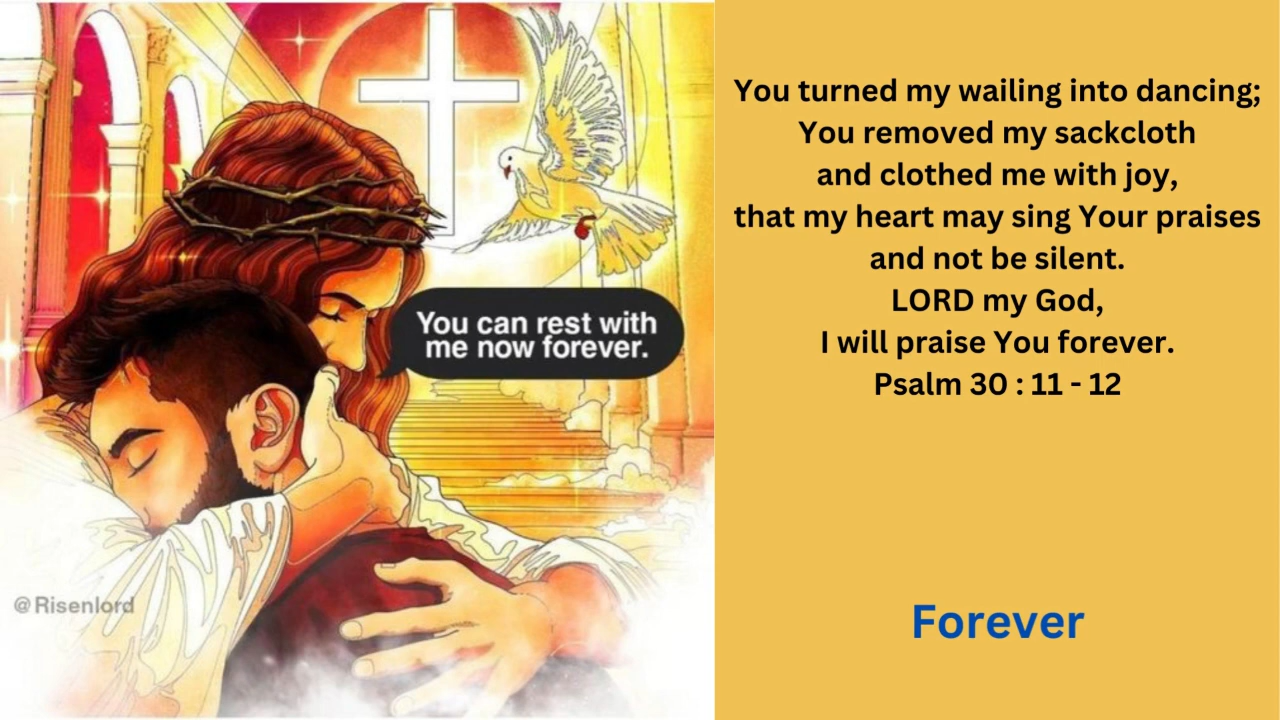 You can rest with
me now forever.
@Risenlord
You turned my wailing into dancing;
You removed my sackcloth
and clothed me with joy,
that my heart may sing Your praises
and not be silent.
LORD my God,
I will praise You forever.
Psalm 30 : 11 - 12
Forever